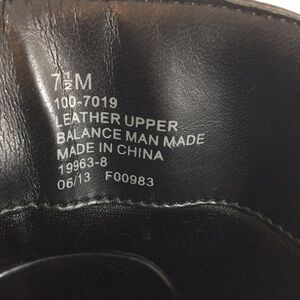 7½M
100-7019
LEATHER UPPER
BALANCE MAN MADE
MADE IN CHINA
19963-8
06/13 F00983